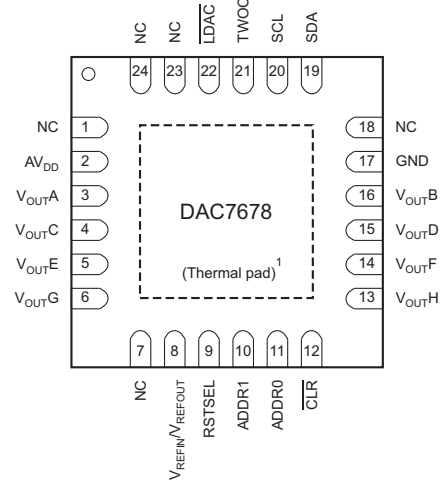 NC
NC
LDAC
TWOC
SCL
SDA
24
23
22
21
20
19
NC 1
18 NC
AVDD 2
17 GND
VOUTA 3
16 VOUTB
VOUTC 4
15 VOUTD
VOUTE 5
14 VOUTF
VOUTG 6
13 VOUTH
DAC7678
(Thermal pad)1
7
8
9
10
11
12
NC
VREFIN/VREFOUT
RSTSEL
ADDR1
ADDR0
CLR